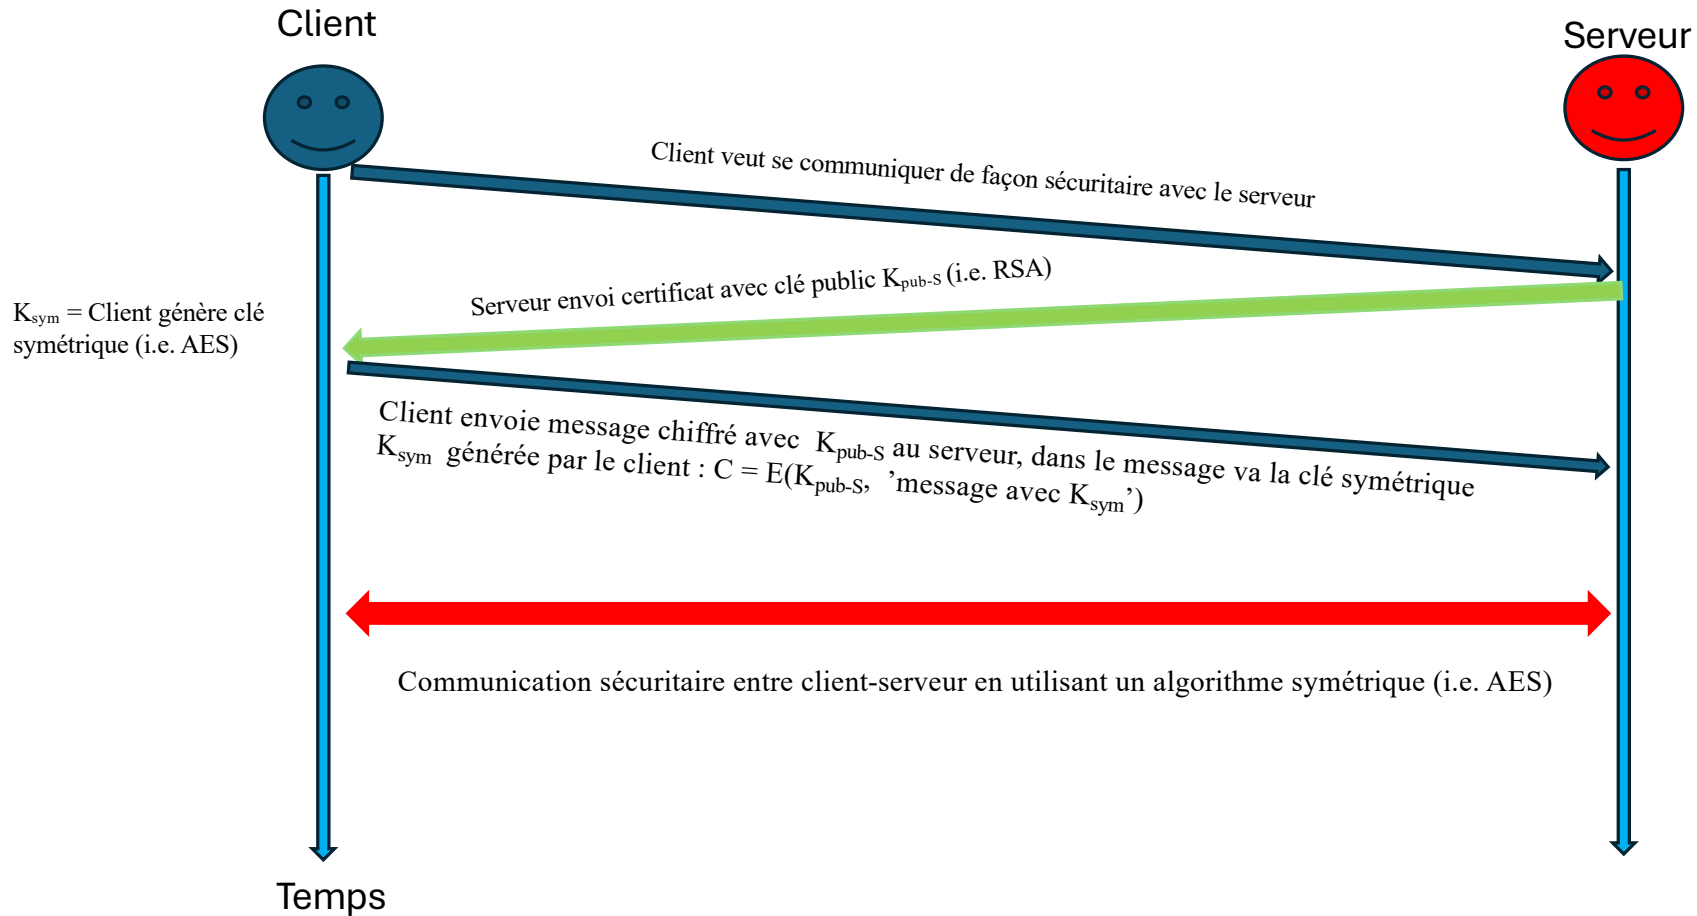 Client
Serveur
Client veut se communiquer de façon sécuritaire avec le serveur
Serveur envoi certificat avec clé public Kpub-S (i.e. RSA)
Ksym = Client génère clé
symétrique (i.e. AES)
Client envoie message chiffré avec Kpub-S au serveur, dans le message va la clé symétrique
Ksym générée par le client : C = E(Kpub-S, ’message avec Ksym’)
Communication sécuritaire entre client-serveur en utilisant un algorithme symétrique (i.e. AES)
Temps